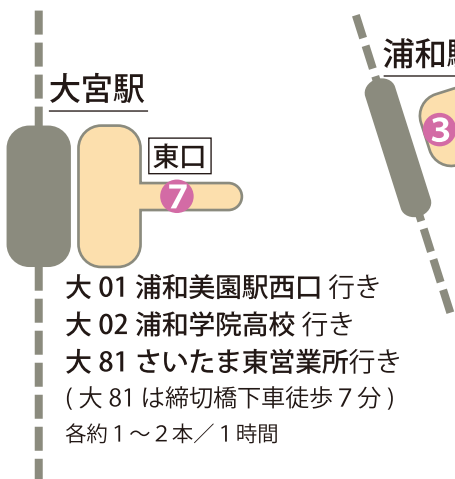 大宮駅
東口
7
大 01 浦和美園駅西口 行き
大 02 浦和学院高校 行き
大 81 さいたま東営業所行き
( 大 81 は締切橋下車徒歩 7 分 )
各約 1 ～ 2 本／ 1 時間
浦和
3